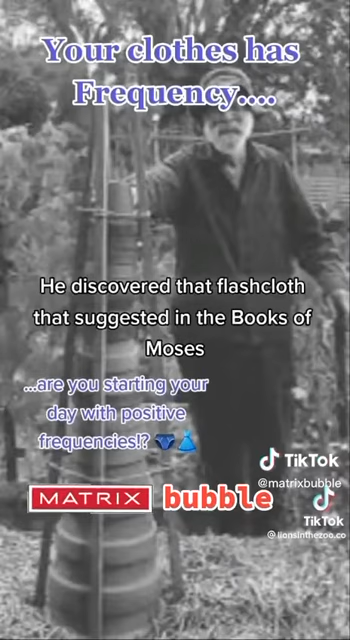 Your clothes has
Frequency....
He discovered that flashcloth
that suggested in the Books of
Moses
...are you starting your
day with positive
frequencies!? 🩲👗
TikTok
@matrixbubble
MATRIX bubble
TikTok
@lionsinthezoo.co